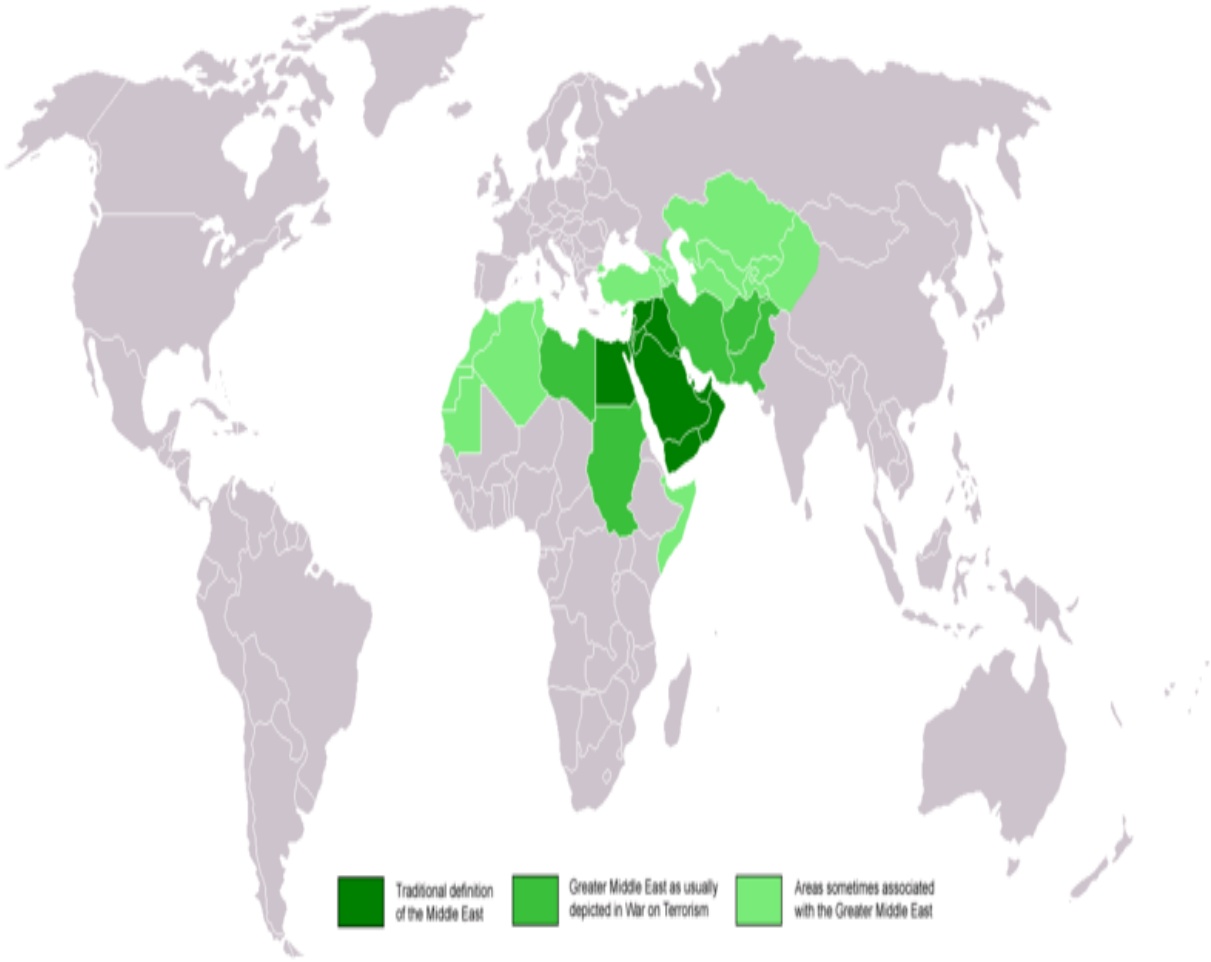 Traditional definition
of the Middle East
Greater Middle East as usually
depicted in War on Terrorism
Areas sometimes associated
with the Greater Middle East